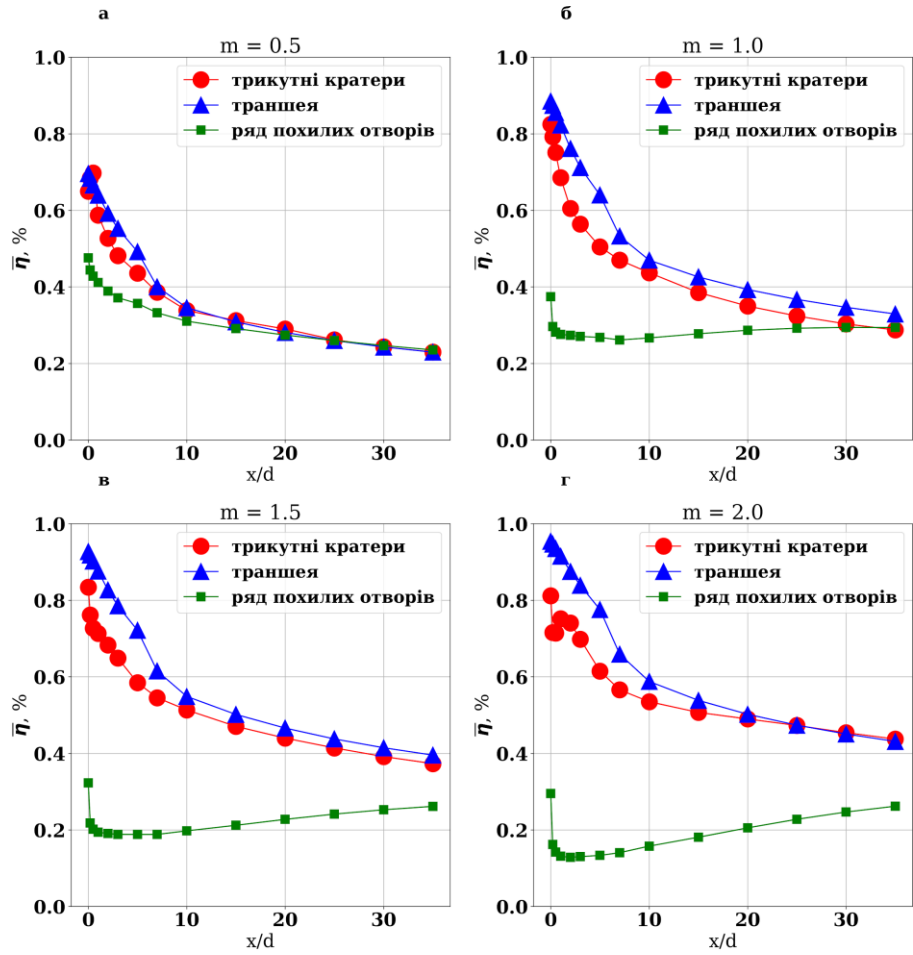 а
m = 0.5
трикутні кратери
траншея
ряд похилих отворів
1.0
0.8
0.6
0.4
0.2
0.0
η̅, %
0 10 20 30
x/d
б
m = 1.0
трикутні кратери
траншея
ряд похилих отворів
1.0
0.8
0.6
0.4
0.2
0.0
η̅, %
0 10 20 30
x/d
в
m = 1.5
трикутні кратери
траншея
ряд похилих отворів
1.0
0.8
0.6
0.4
0.2
0.0
η̅, %
0 10 20 30
x/d
г
m = 2.0
трикутні кратери
траншея
ряд похилих отворів
1.0
0.8
0.6
0.4
0.2
0.0
η̅, %
0 10 20 30
x/d